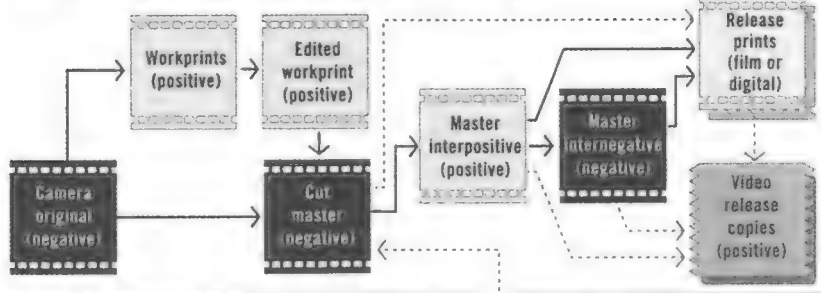 Workprints
(positive)
Edited
workprint
(positive)
Release
prints
(film or
digital)
Camera
original
(negative)
Cut
master
(negative)
Master
interpositive
(positive)
Master
internegative
(negative)
Video
release
copies
(positive)